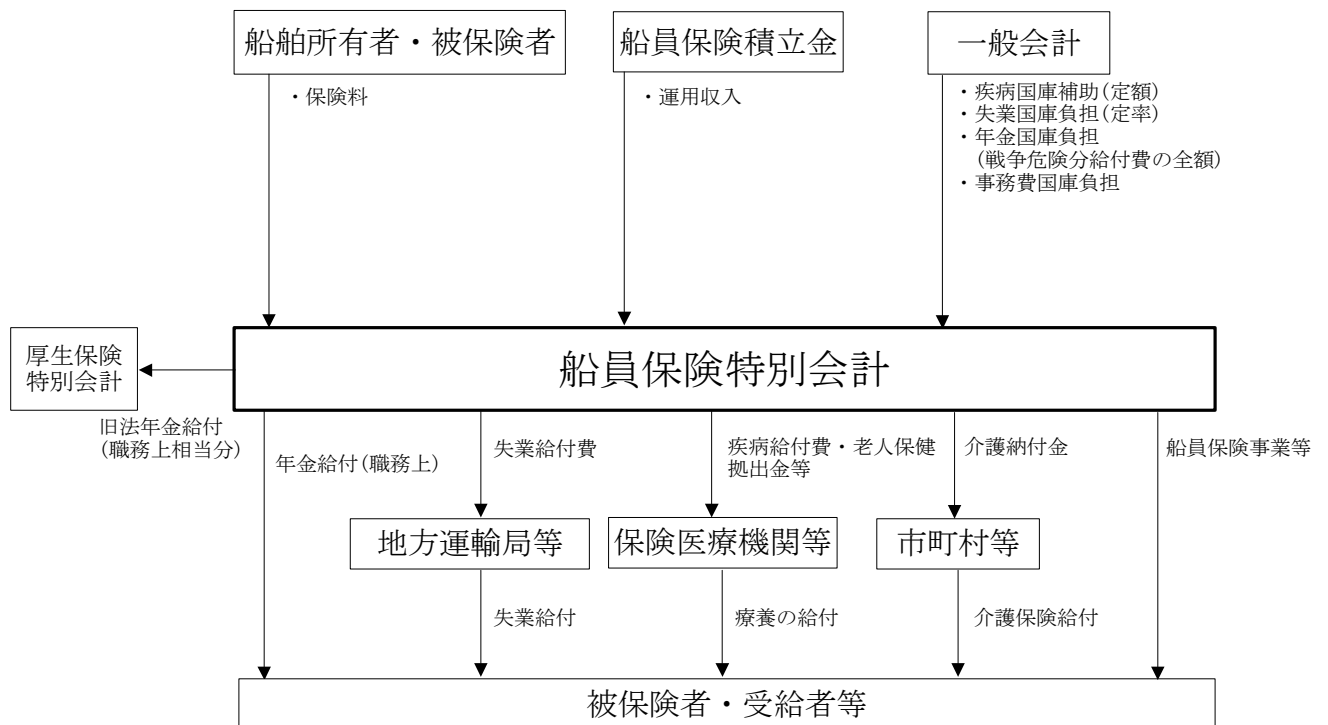 船舶所有者・被保険者
船員保険積立金
一般会計
・保険料
・運用収入
・疾病国庫補助(定額)
・失業国庫負担(定率)
・年金国庫負担
(戦争危険分給付費の全額)
・事務費国庫負担
厚生保険
特別会計
船員保険特別会計
旧法年金給付
(職務上相当分)
年金給付(職務上)
失業給付費
疾病給付費・老人保健
拠出金等
介護納付金
船員保険事業等
地方運輸局等
保険医療機関等
市町村等
失業給付
療養の給付
介護保険給付
被保険者・受給者等